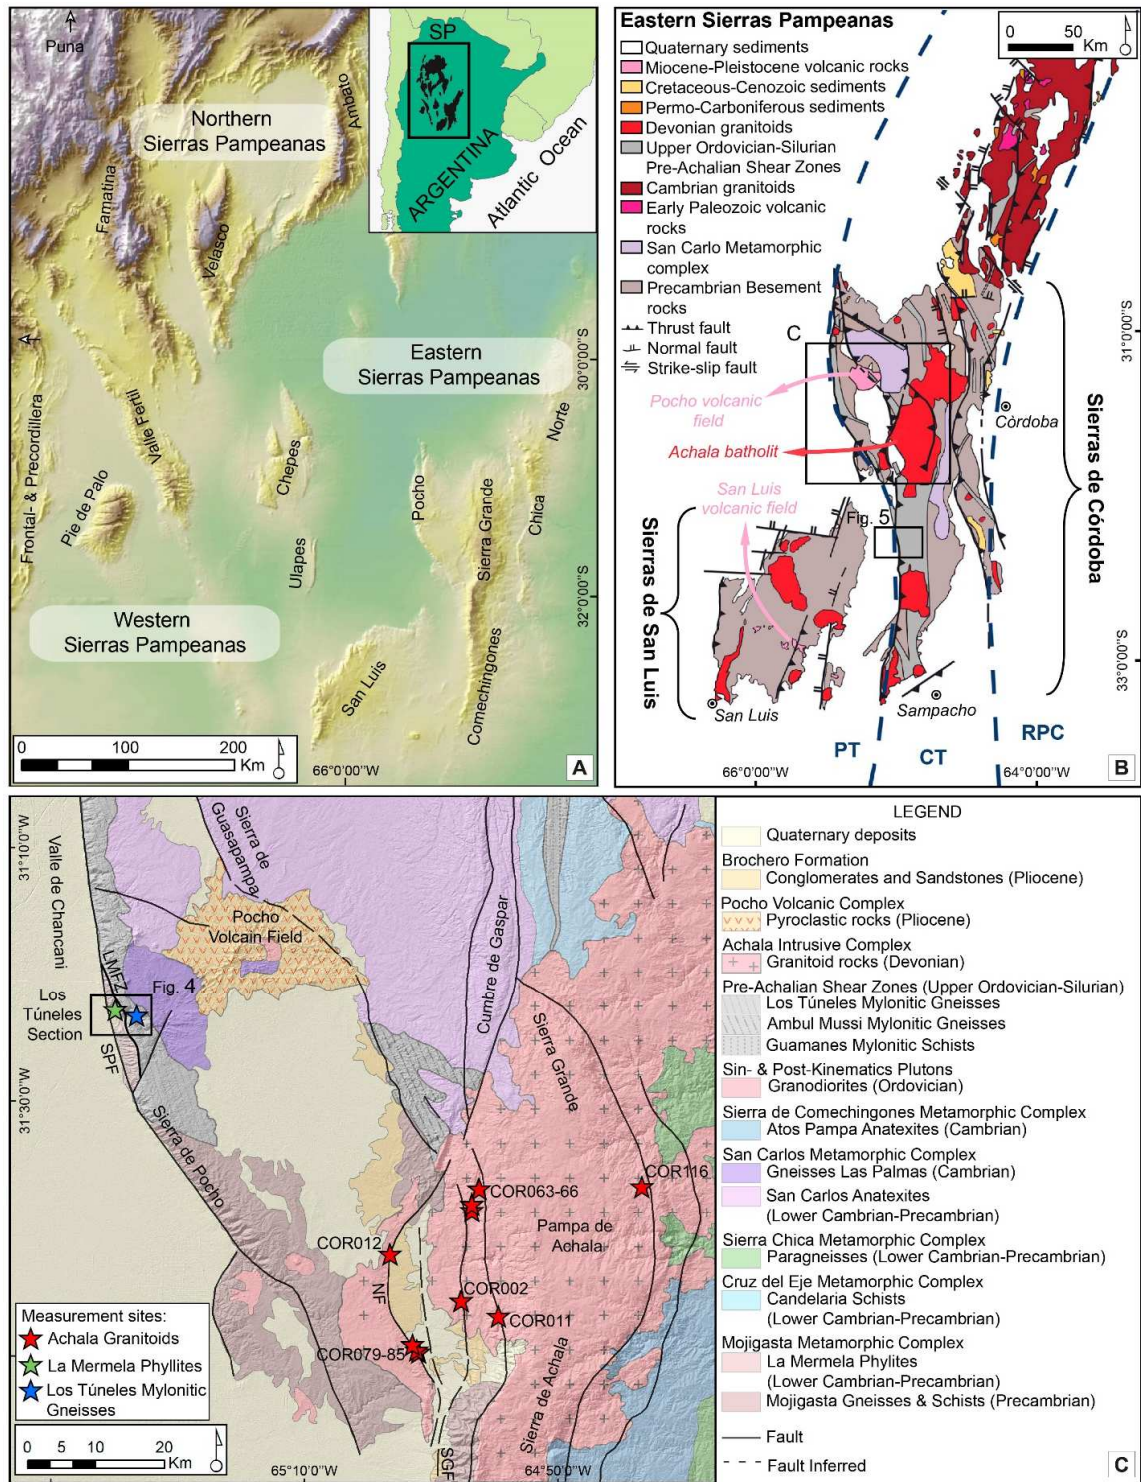 Puna
Northern
Sierras Pampeanas
Ambato
Famatina
Velasco
SP
ARGENTINA
Atlantic Ocean
Eastern
Sierras Pampeanas
30°0'00''S
Frontal- & Precordillera
Pie de Palo
Valle Fertil
Chepes
Ulapes
Pocho
Sierra Grande
Chica
Norte
32°0'00''S
Western
Sierras Pampeanas
San Luis
Comechingones
0 100 200
Km
66°0'00''W
A
Eastern Sierras Pampeanas
0 50
Km
Quaternary sediments
Miocene-Pleistocene volcanic rocks
Cretaceous-Cenozoic sediments
Permo-Carboniferous sediments
Devonian granitoids
Upper Ordovician-Silurian
Pre-Achalian Shear Zones
Cambrian granitoids
Early Paleozoic volcanic
rocks
San Carlo Metamorphic
complex
Precambrian Besement
rocks
Thrust fault
Normal fault
Strike-slip fault
C
31°0'00''S
Pocho volcanic
field
Achala batholit
Còrdoba
San Luis
volcanic field
Fig. 5
Sierras de Córdoba
Sierras de San Luis
33°0'00''S
San Luis
Sampacho
PT
CT
RPC
66°0'00''W
64°0'00''W
B
31°10'0''W
Valle de Chancani
Sierra de
Guasapampa
Pocho
Volcain Field
Cumbre de Gaspar
LMFZ
Fig. 4
Los
Túneles
Section
SPF
Sierra Grande
31°30'0''W
Sierra de Pocho
COR116
COR063-66
Pampa de
Achala
COR012
NF
COR002
COR011
COR079-85
Sierra de Achala
SGF
Measurement sites:
Achala Granitoids
La Mermela Phyllites
Los Túneles Mylonitic
Gneisses
0 5 10 20
Km
65°10'0''W
64°50'0''W
LEGEND
Quaternary deposits
Brochero Formation
Conglomerates and Sandstones (Pliocene)
Pocho Volcanic Complex
Pyroclastic rocks (Pliocene)
Achala Intrusive Complex
Granitoid rocks (Devonian)
Pre-Achalian Shear Zones (Upper Ordovician-Silurian)
Los Túneles Mylonitic Gneisses
Ambul Mussi Mylonitic Gneisses
Guamanes Mylonitic Schists
Sin- & Post-Kinematics Plutons
Granodiorites (Ordovician)
Sierra de Comechingones Metamorphic Complex
Atos Pampa Anatexites (Cambrian)
San Carlos Metamorphic Complex
Gneisses Las Palmas (Cambrian)
San Carlos Anatexites
(Lower Cambrian-Precambrian)
Sierra Chica Metamorphic Complex
Paragneisses (Lower Cambrian-Precambrian)
Cruz del Eje Metamorphic Complex
Candelaria Schists
(Lower Cambrian-Precambrian)
Mojigasta Metamorphic Complex
La Mermela Phylites
(Lower Cambrian-Precambrian)
Mojigasta Gneisses & Schists (Precambrian)
Fault
Fault Inferred
C